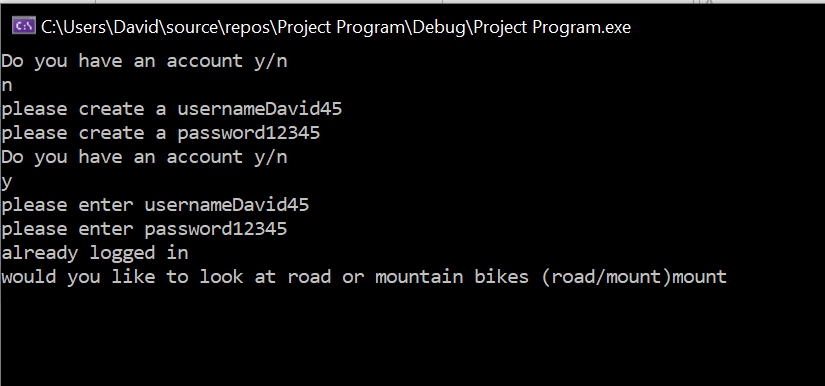 C:\Users\David\source\repos\Project Program\Debug\Project Program.exe
Do you have an account y/n
n
please create a usernameDavid45
please create a password12345
Do you have an account y/n
y
please enter usernameDavid45
please enter password12345
already logged in
would you like to look at road or mountain bikes (road/mount)mount